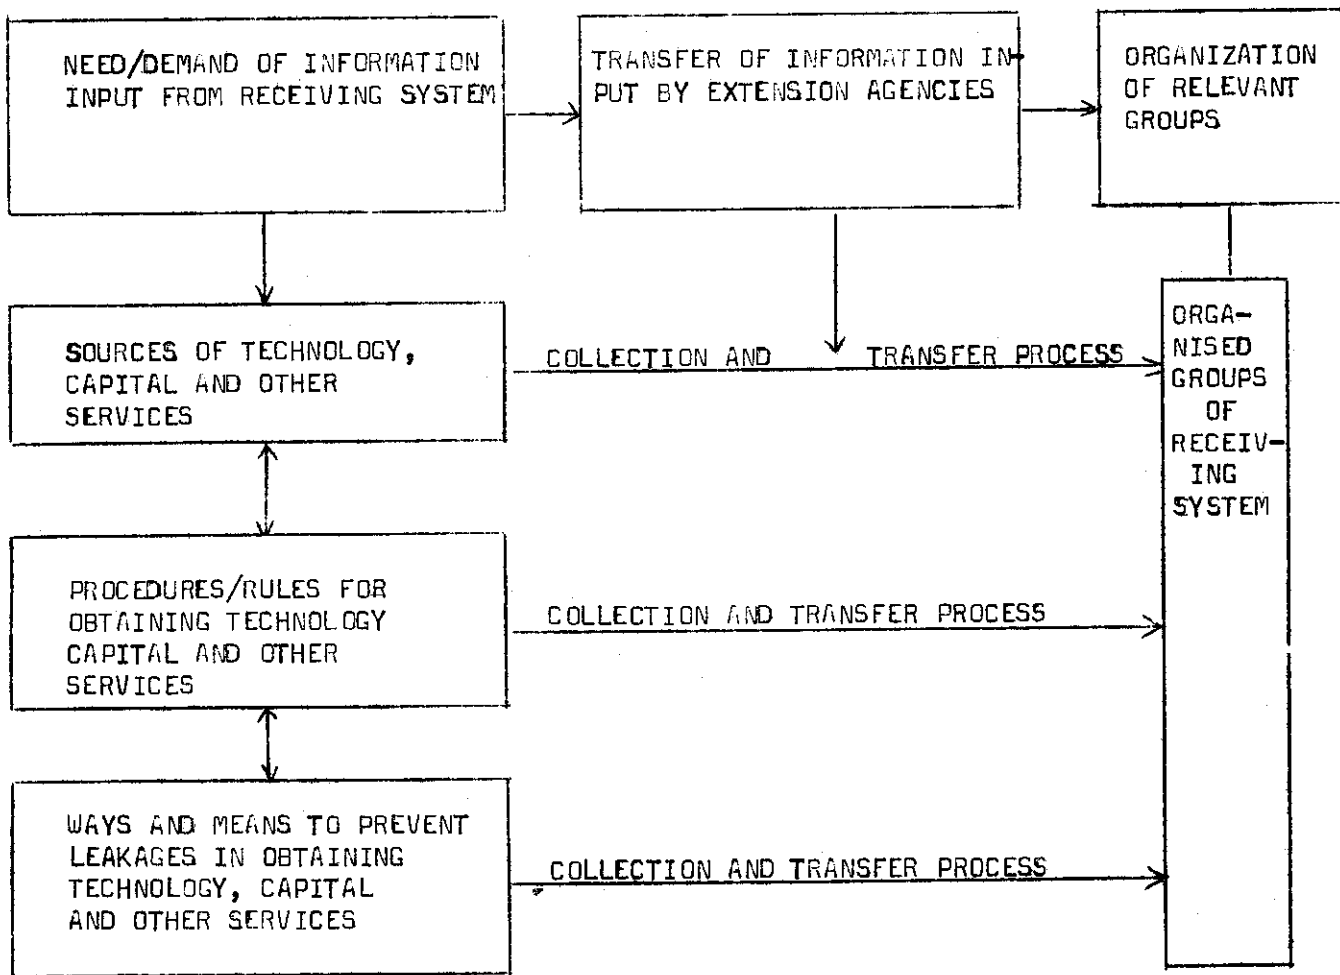 NEED/DEMAND OF INFORMATION
INPUT FROM RECEIVING SYSTEM
TRANSFER OF INFORMATION IN-
PUT BY EXTENSION AGENCIES
ORGANIZATION
OF RELEVANT
GROUPS
SOURCES OF TECHNOLOGY,
CAPITAL AND OTHER
SERVICES
COLLECTION AND TRANSFER PROCESS
ORGA-
NISED
GROUPS
OF
RECEIV-
ING
SYSTEM
PROCEDURES/RULES FOR
OBTAINING TECHNOLOGY
CAPITAL AND OTHER
SERVICES
COLLECTION AND TRANSFER PROCESS
WAYS AND MEANS TO PREVENT
LEAKAGES IN OBTAINING
TECHNOLOGY, CAPITAL
AND OTHER SERVICES
COLLECTION AND TRANSFER PROCESS